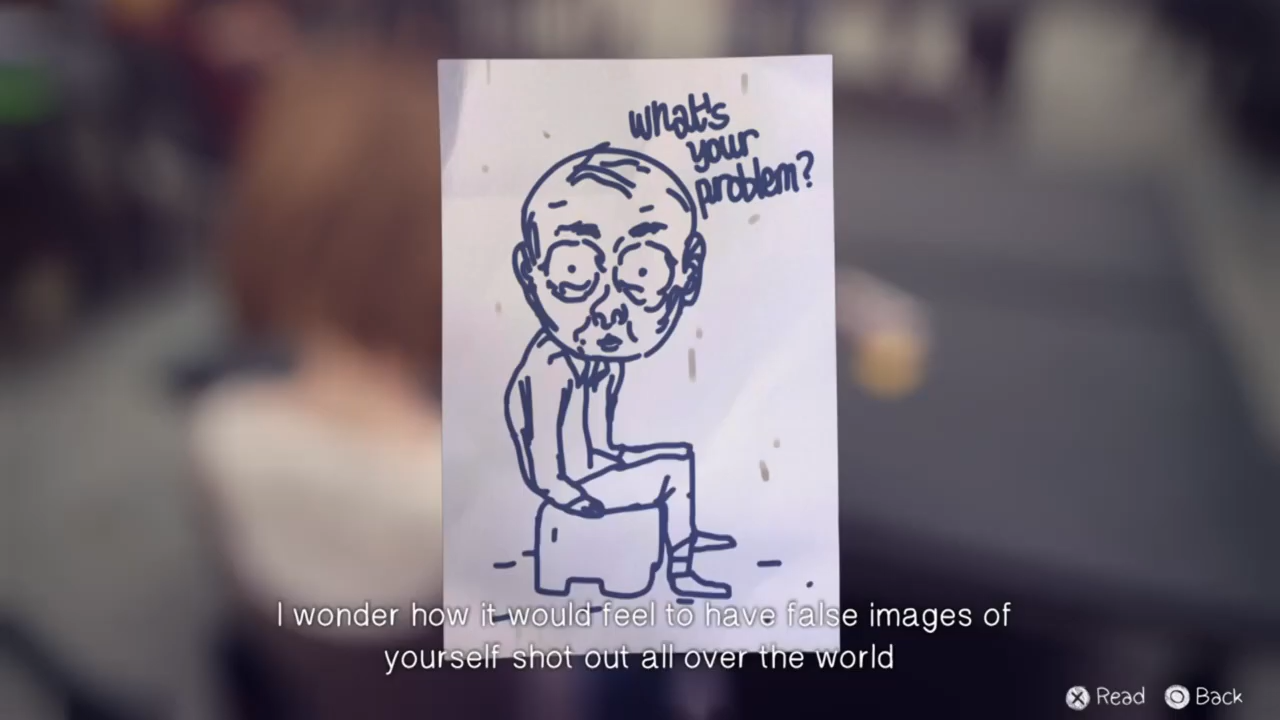 what's
your
problem?
I wonder how it would feel to have false images of
yourself shot out all over the world
Read Back